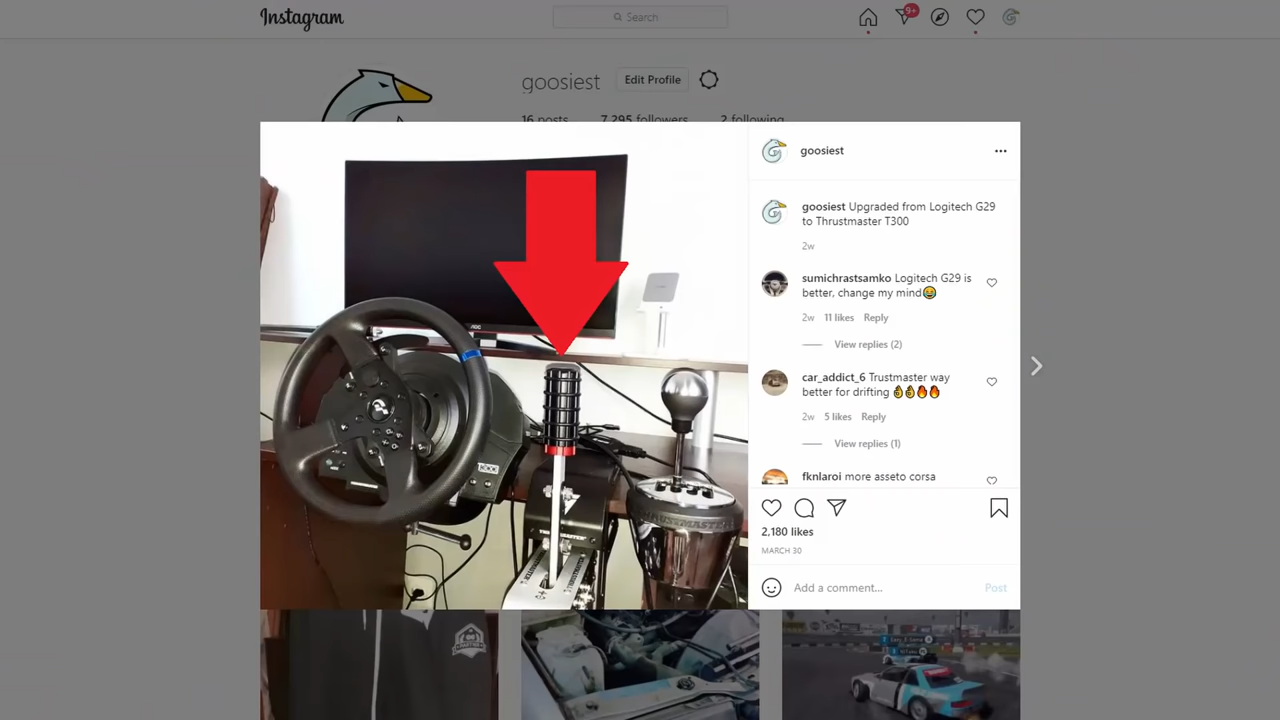 Instagram
Search
9+
goosiest
Edit Profile
16 posts
7,295 followers
2 following
goosiest
goosiest Upgraded from Logitech G29
to Thrustmaster T300
2w
sumichrastsamko Logitech G29 is
better, change my mind😂
2w 11 likes Reply
View replies (2)
car_addict_6 Trustmaster way
better for drifting 👌👌🔥🔥
2w 5 likes Reply
View replies (1)
fknlaroi more asseto corsa
2,180 likes
MARCH 30
Add a comment...
Post
AOC
T300
THRUSTMASTER
THRUSTMASTER